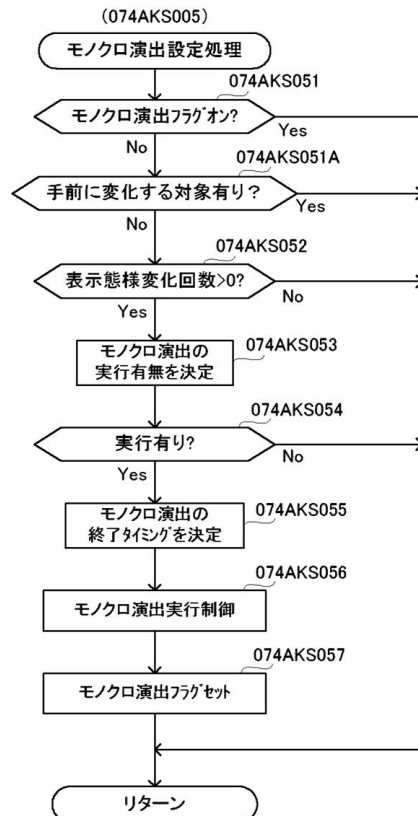 (074AKS005)
モノクロ演出設定処理
074AKS051
モノクロ演出フラグオン?
Yes
No
074AKS051A
手前に変化する対象有り?
Yes
No
074AKS052
表示態様変化回数>0?
No
Yes
074AKS053
モノクロ演出の
実行有無を決定
074AKS054
実行有り?
No
Yes
074AKS055
モノクロ演出の
終了タイミングを決定
074AKS056
モノクロ演出実行制御
074AKS057
モノクロ演出フラグセット
リターン